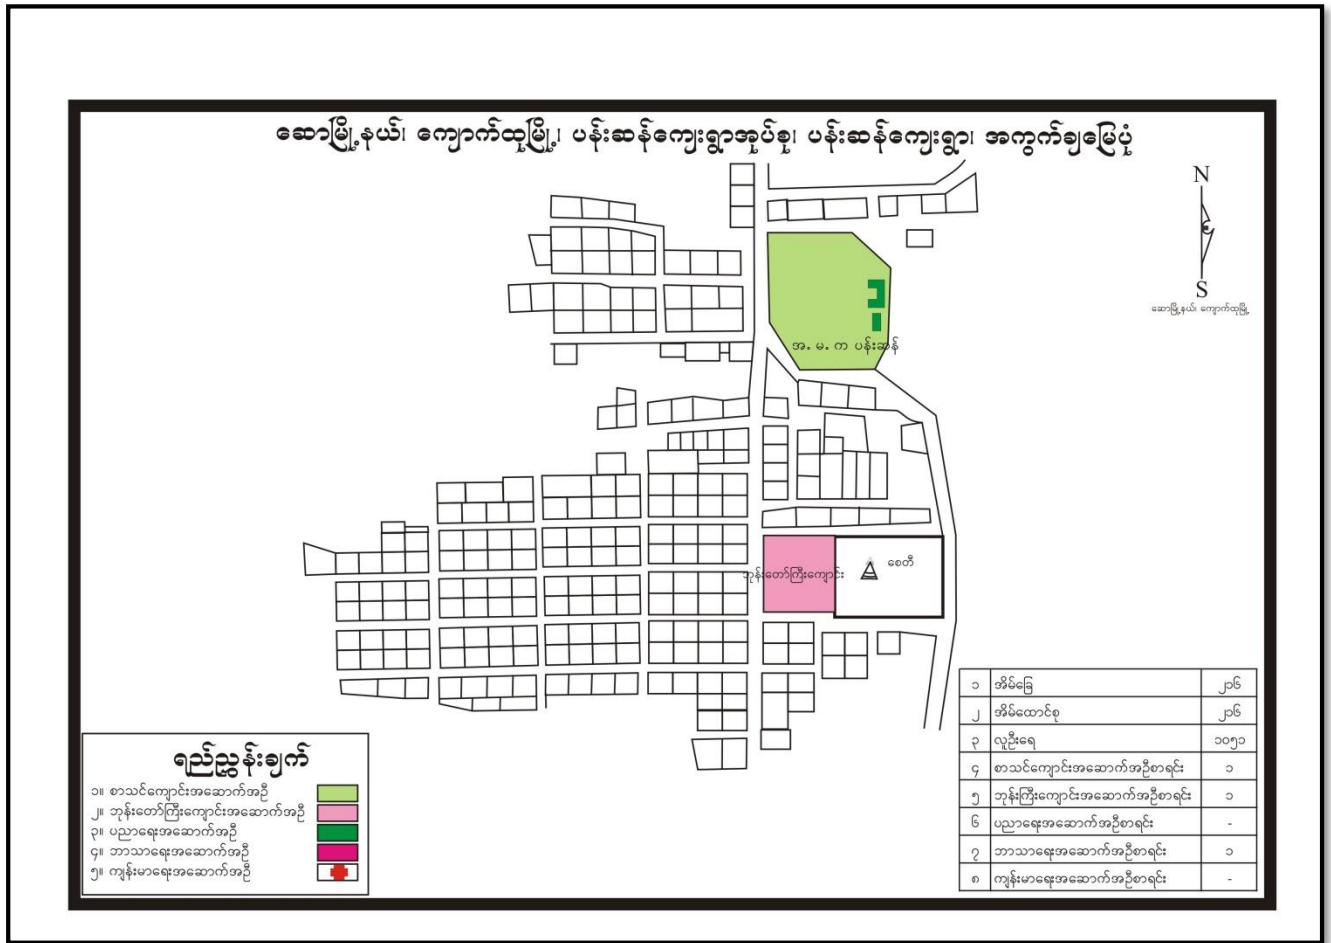 ဆောမြို့နယ်၊ ကျောက်ထုမြို့၊ ပန်းဆန်ကျေးရွာအုပ်စု၊ ပန်းဆန်ကျေးရွာ၊ အကွက်ချမြေပုံ
N
S
ဆောမြို့နယ်၊ ကျောက်ထုမြို့
အ. မ. က ပန်းဆန်
ဘုန်းတော်ကြီးကျောင်း
စေတီ
ရည်ညွှန်းချက်
၁။ စာသင်ကျောင်းအဆောက်အဦ
၂။ ဘုန်းတော်ကြီးကျောင်းအဆောက်အဦ
၃။ ပညာရေးအဆောက်အဦ
၄။ ဘာသာရေးအဆောက်အဦ
၅။ ကျန်းမာရေးအဆောက်အဦ
၁ အိမ်ခြေ ၂၁၆
၂ အိမ်ထောင်စု ၂၁၆
၃ လူဦးရေ ၁၀၅၁
၄ စာသင်ကျောင်းအဆောက်အဦစာရင်း ၁
၅ ဘုန်းကြီးကျောင်းအဆောက်အဦစာရင်း ၁
၆ ပညာရေးအဆောက်အဦစာရင်း -
၇ ဘာသာရေးအဆောက်အဦစာရင်း ၁
၈ ကျန်းမာရေးအဆောက်အဦစာရင်း -